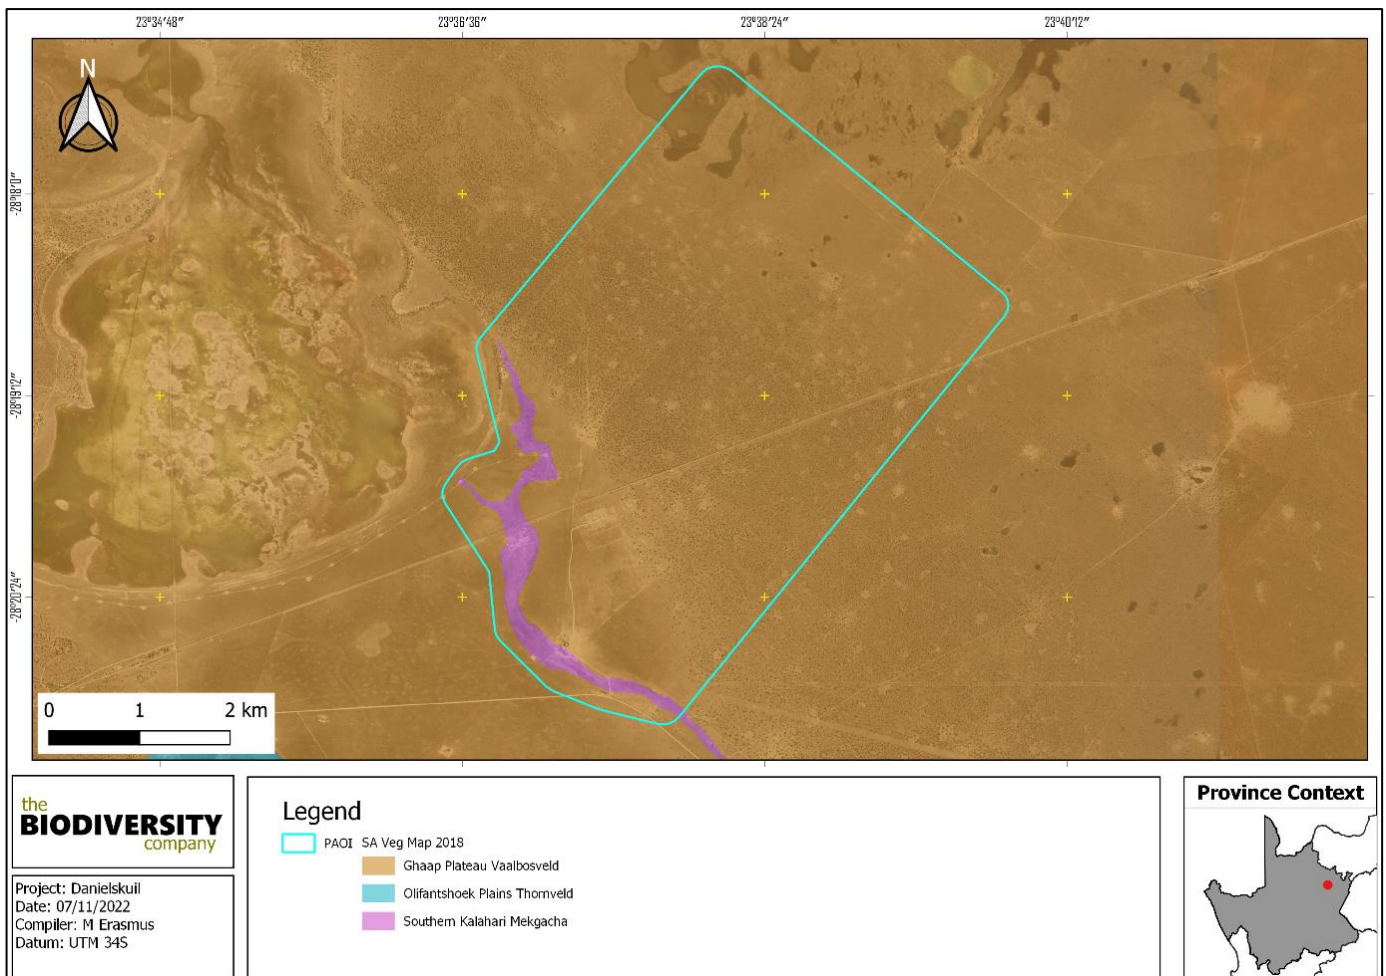 23°34'48"
23°36'36"
23°38'24"
23°40'12"
N
-28°18'0"
-28°19'12"
-28°20'24"
0 1 2 km
the
BIODIVERSITY
company
Project: Danielskuil
Date: 07/11/2022
Compiler: M Erasmus
Datum: UTM 34S
Legend
PAOI SA Veg Map 2018
Ghaap Plateau Vaalbosveld
Olifantshoek Plains Thornveld
Southern Kalahari Mekgacha
Province Context